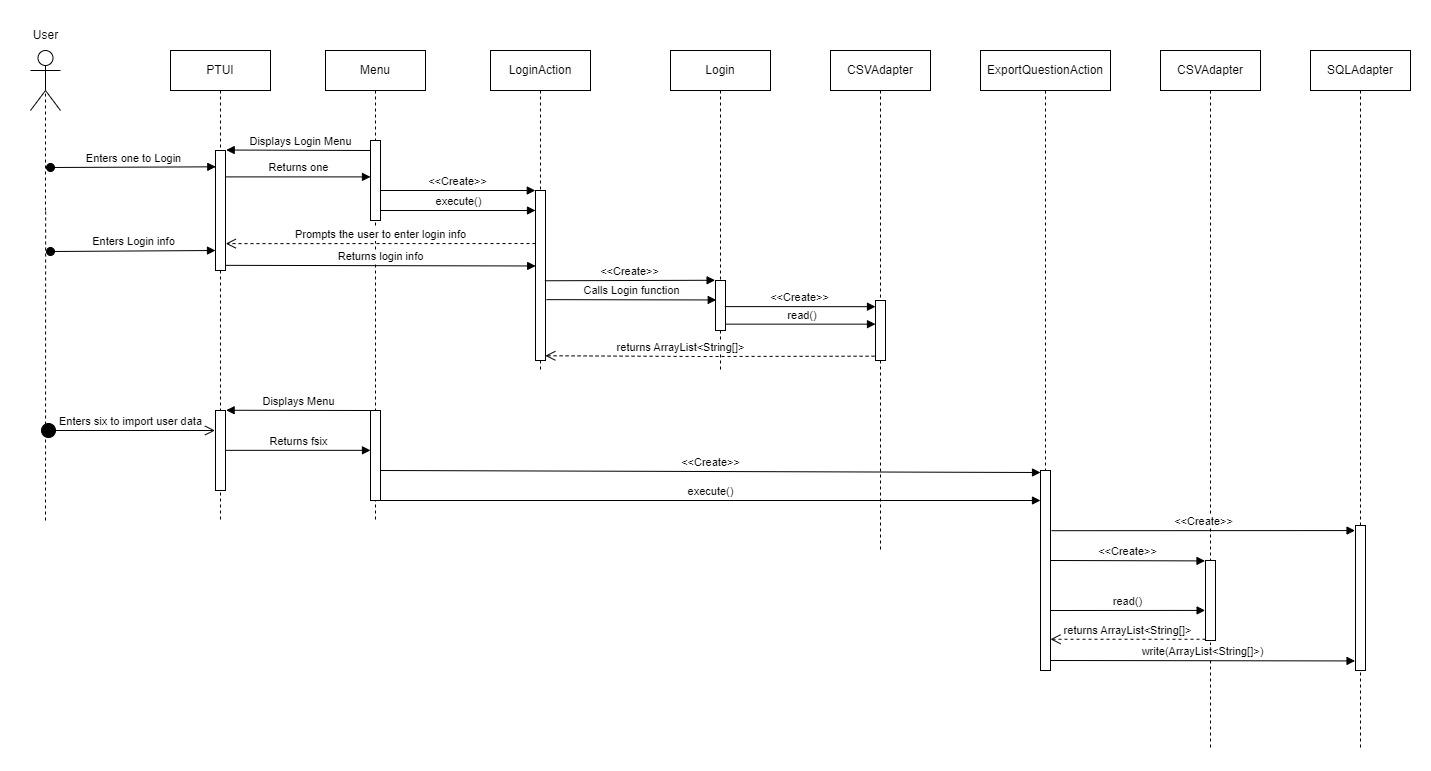 User
PTUI
Menu
LoginAction
Login
CSVAdapter
ExportQuestionAction
CSVAdapter
SQLAdapter
Displays Login Menu
Enters one to Login
Returns one
<<Create>>
execute()
Prompts the user to enter login info
Enters Login info
Returns login info
<<Create>>
Calls Login function
<<Create>>
read()
returns ArrayList<String[]>
Displays Menu
Enters six to import user data
Returns fsix
<<Create>>
execute()
<<Create>>
<<Create>>
read()
returns ArrayList<String[]>
write(ArrayList<String[]>)